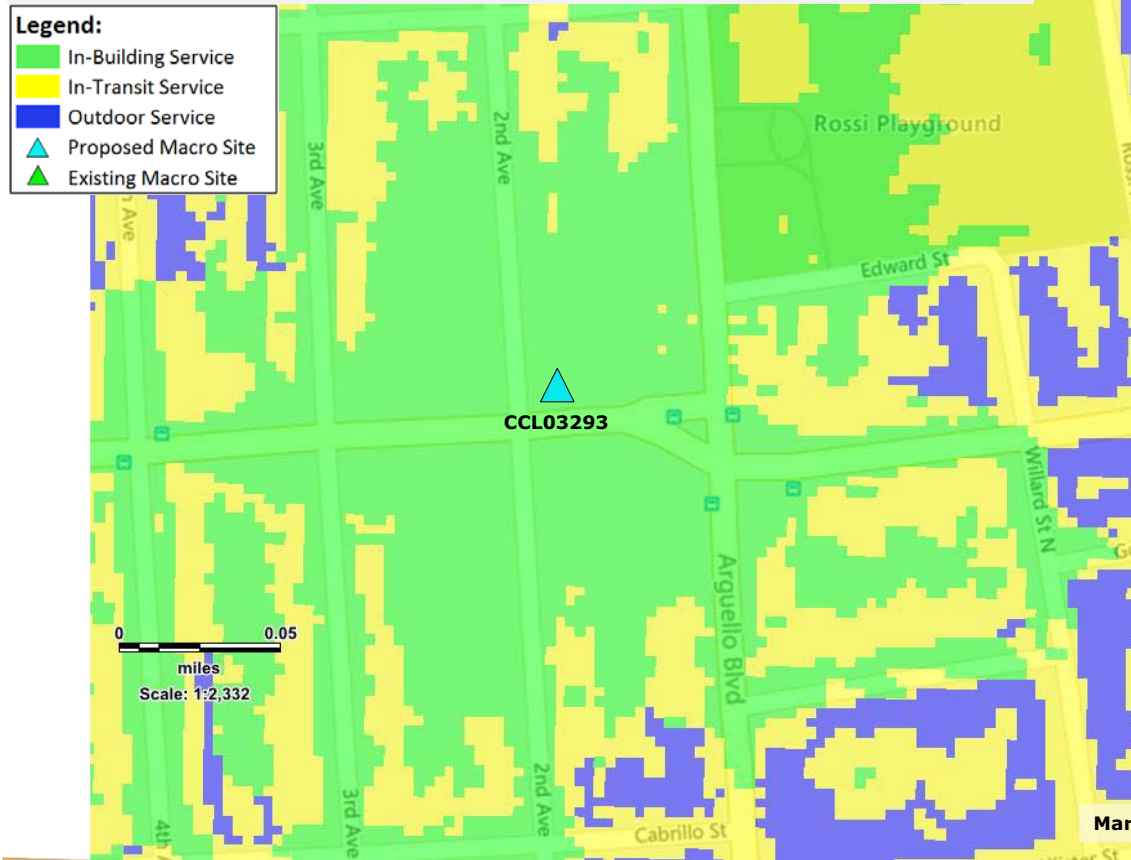 Legend:
In-Building Service
In-Transit Service
Outdoor Service
Proposed Macro Site
Existing Macro Site
Rossi Playground
2nd Ave
3rd Ave
Ave
Edward St
CCL03293
Willard St N
Arguello Blvd
0 0.05
miles
Scale: 1:2,332
2nd Ave
3rd Ave
4th
Cabrillo St
Mar
St